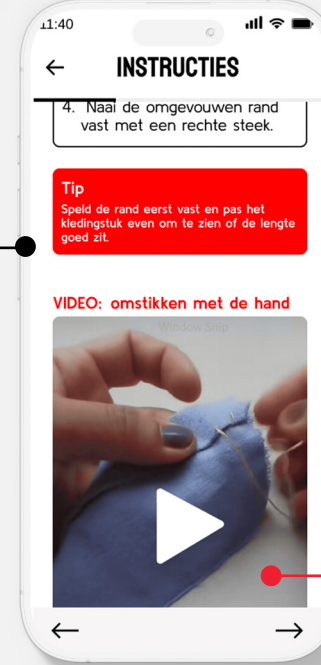 11:40
INSTRUCTIES
4. Naai de omgevouwen rand
vast met een rechte steek.
Tip
Speld de rand eerst vast en pas het
kledingstuk even om te zien of de lengte
goed zit.
VIDEO: omstikken met de hand
Window Snip